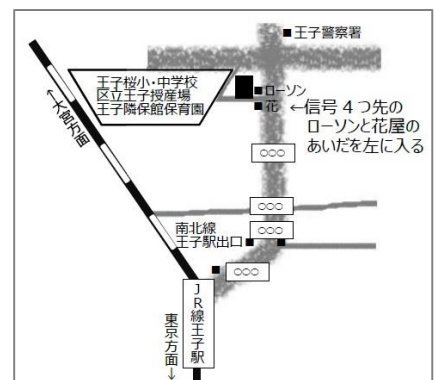 ■王子警察署
王子桜小・中学校
区立王子授産場
王子隣保館保育園
■ローソン
■花
←信号４つ先の
ローソンと花屋の
あいだを左に入る
←大宮方面
○○○
○○○
南北線
王子駅出口■
○○○
○○○
JR線王子駅
東京方面→